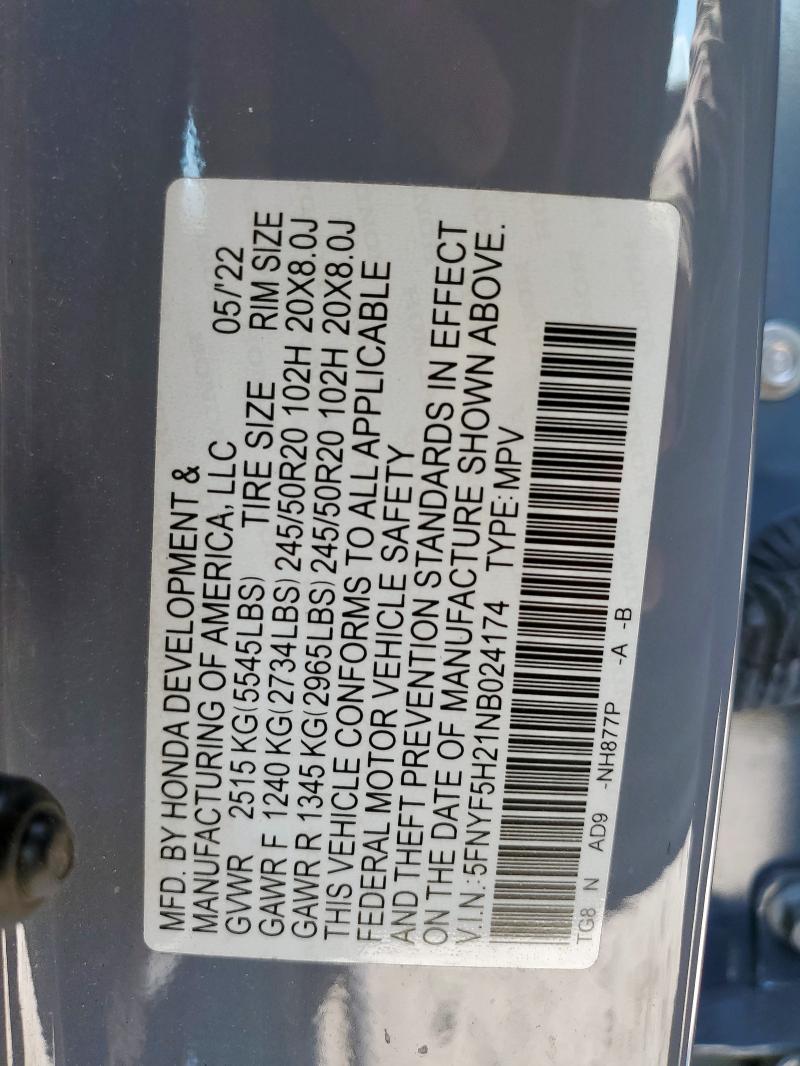 MFD. BY HONDA DEVELOPMENT &
MANUFACTURING OF AMERICA, LLC 05/'22
GVWR 2515 KG(5545LBS) TIRE SIZE RIM SIZE
GAWR F 1240 KG(2734LBS) 245/50R20 102H 20X8.0J
GAWR R 1345 KG(2965LBS) 245/50R20 102H 20X8.0J
THIS VEHICLE CONFORMS TO ALL APPLICABLE
FEDERAL MOTOR VEHICLE SAFETY
AND THEFT PREVENTION STANDARDS IN EFFECT
ON THE DATE OF MANUFACTURE SHOWN ABOVE.
V.I.N.:5FNYF5H21NB024174 TYPE:MPV
TG8 N AD9 -NH877P -A -B